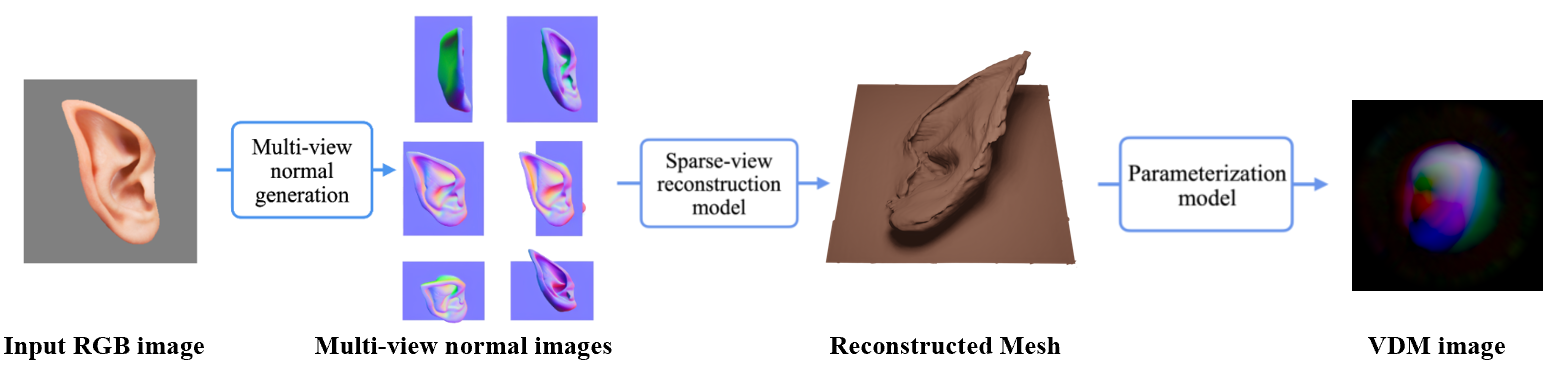 Multi-view
normal
generation
Sparse-view
reconstruction
model
Parameterization
model
Input RGB image
Multi-view normal images
Reconstructed Mesh
VDM image